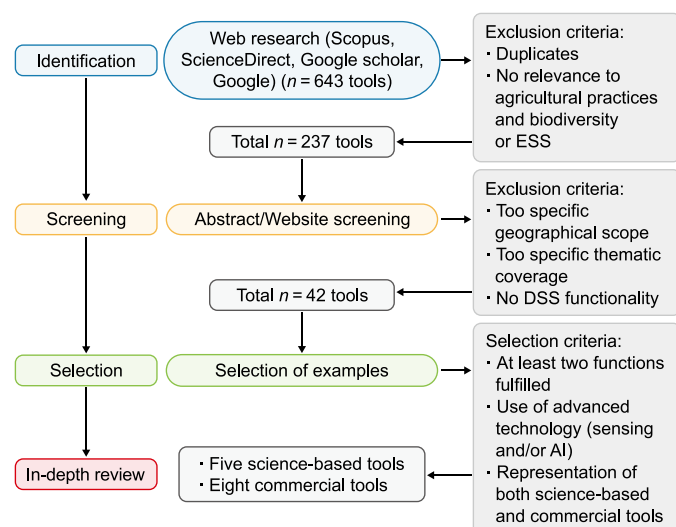 Identification
Web research (Scopus,
ScienceDirect, Google scholar,
Google) (n = 643 tools)
Exclusion criteria:
· Duplicates
· No relevance to
agricultural practices
and biodiversity
or ESS
Total n = 237 tools
Screening
Abstract/Website screening
Exclusion criteria:
· Too specific
geographical scope
· Too specific thematic
coverage
· No DSS functionality
Total n = 42 tools
Selection
Selection of examples
Selection criteria:
· At least two functions
fulfilled
· Use of advanced
technology (sensing
and/or AI)
· Representation of
both science-based
and commercial tools
In-depth review
· Five science-based tools
· Eight commercial tools